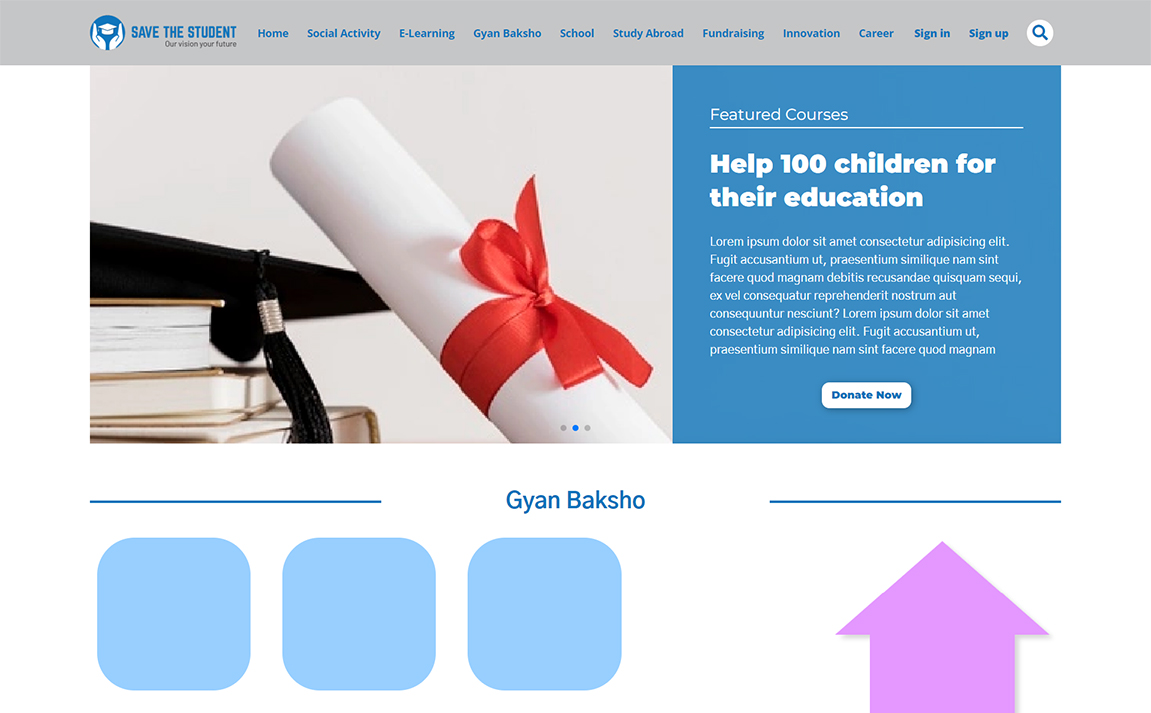 SAVE THE STUDENT
Our vision your future
Home Social Activity E-Learning Gyan Baksho School Study Abroad Fundraising Innovation Career Sign in Sign up
Featured Courses
Help 100 children for
their education
Lorem ipsum dolor sit amet consectetur adipisicing elit.
Fugit accusantium ut, praesentium similique nam sint
facere quod magnam debitis recusandae quisquam sequi,
ex vel consequatur reprehenderit nostrum aut
consequuntur nesciunt? Lorem ipsum dolor sit amet
consectetur adipisicing elit. Fugit accusantium ut,
praesentium similique nam sint facere quod magnam
Donate Now
Gyan Baksho